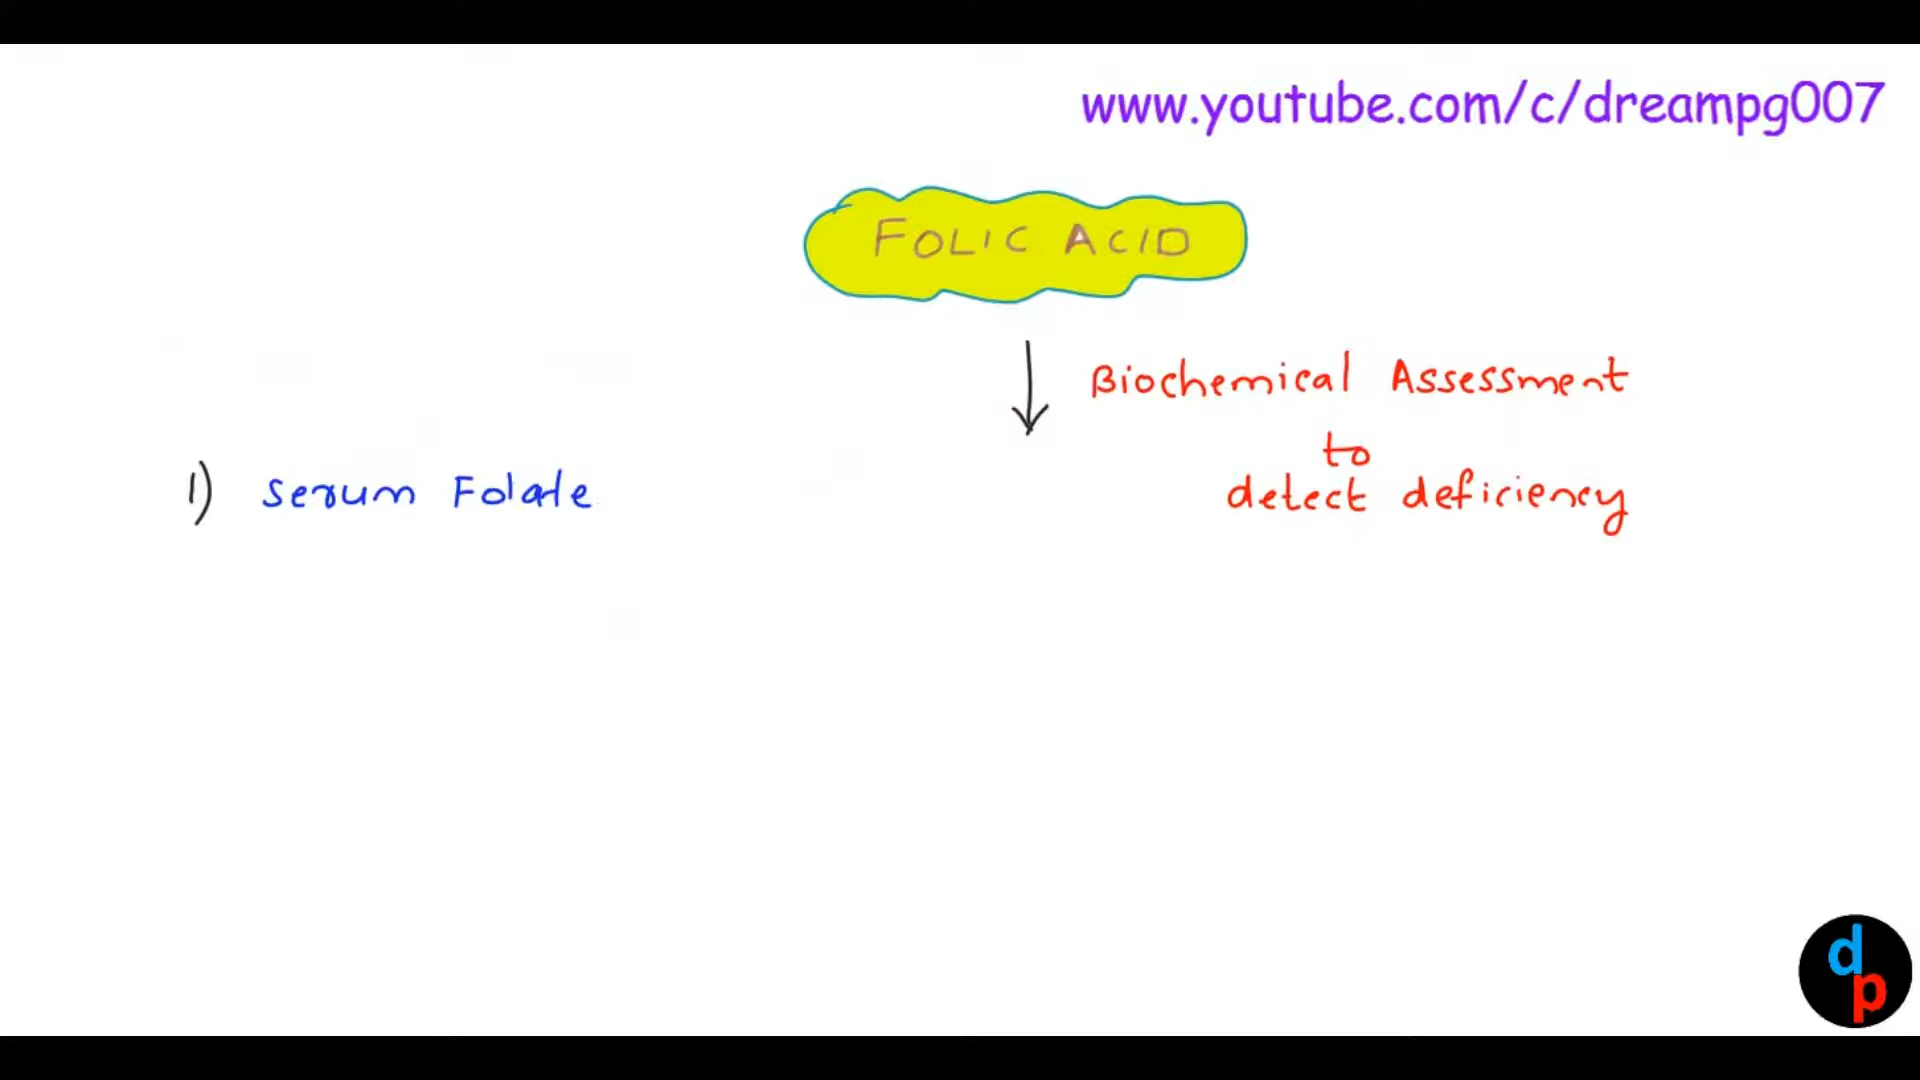 www.youtube.com/c/dreampg007
FOLIC ACID
Biochemical Assessment
to
1) Serum Folate
detect deficiency
dp